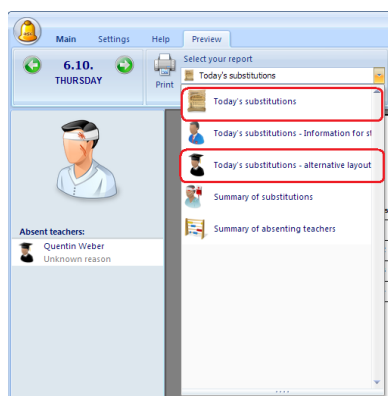 Main Settings Help Preview
6.10.
THURSDAY
Print
Select your report
Today's substitutions
Today's substitutions
Today's substitutions - Information for st
Today's substitutions - alternative layout
Summary of substitutions
Summary of absenting teachers
Absent teachers:
Quentin Weber
Unknown reason